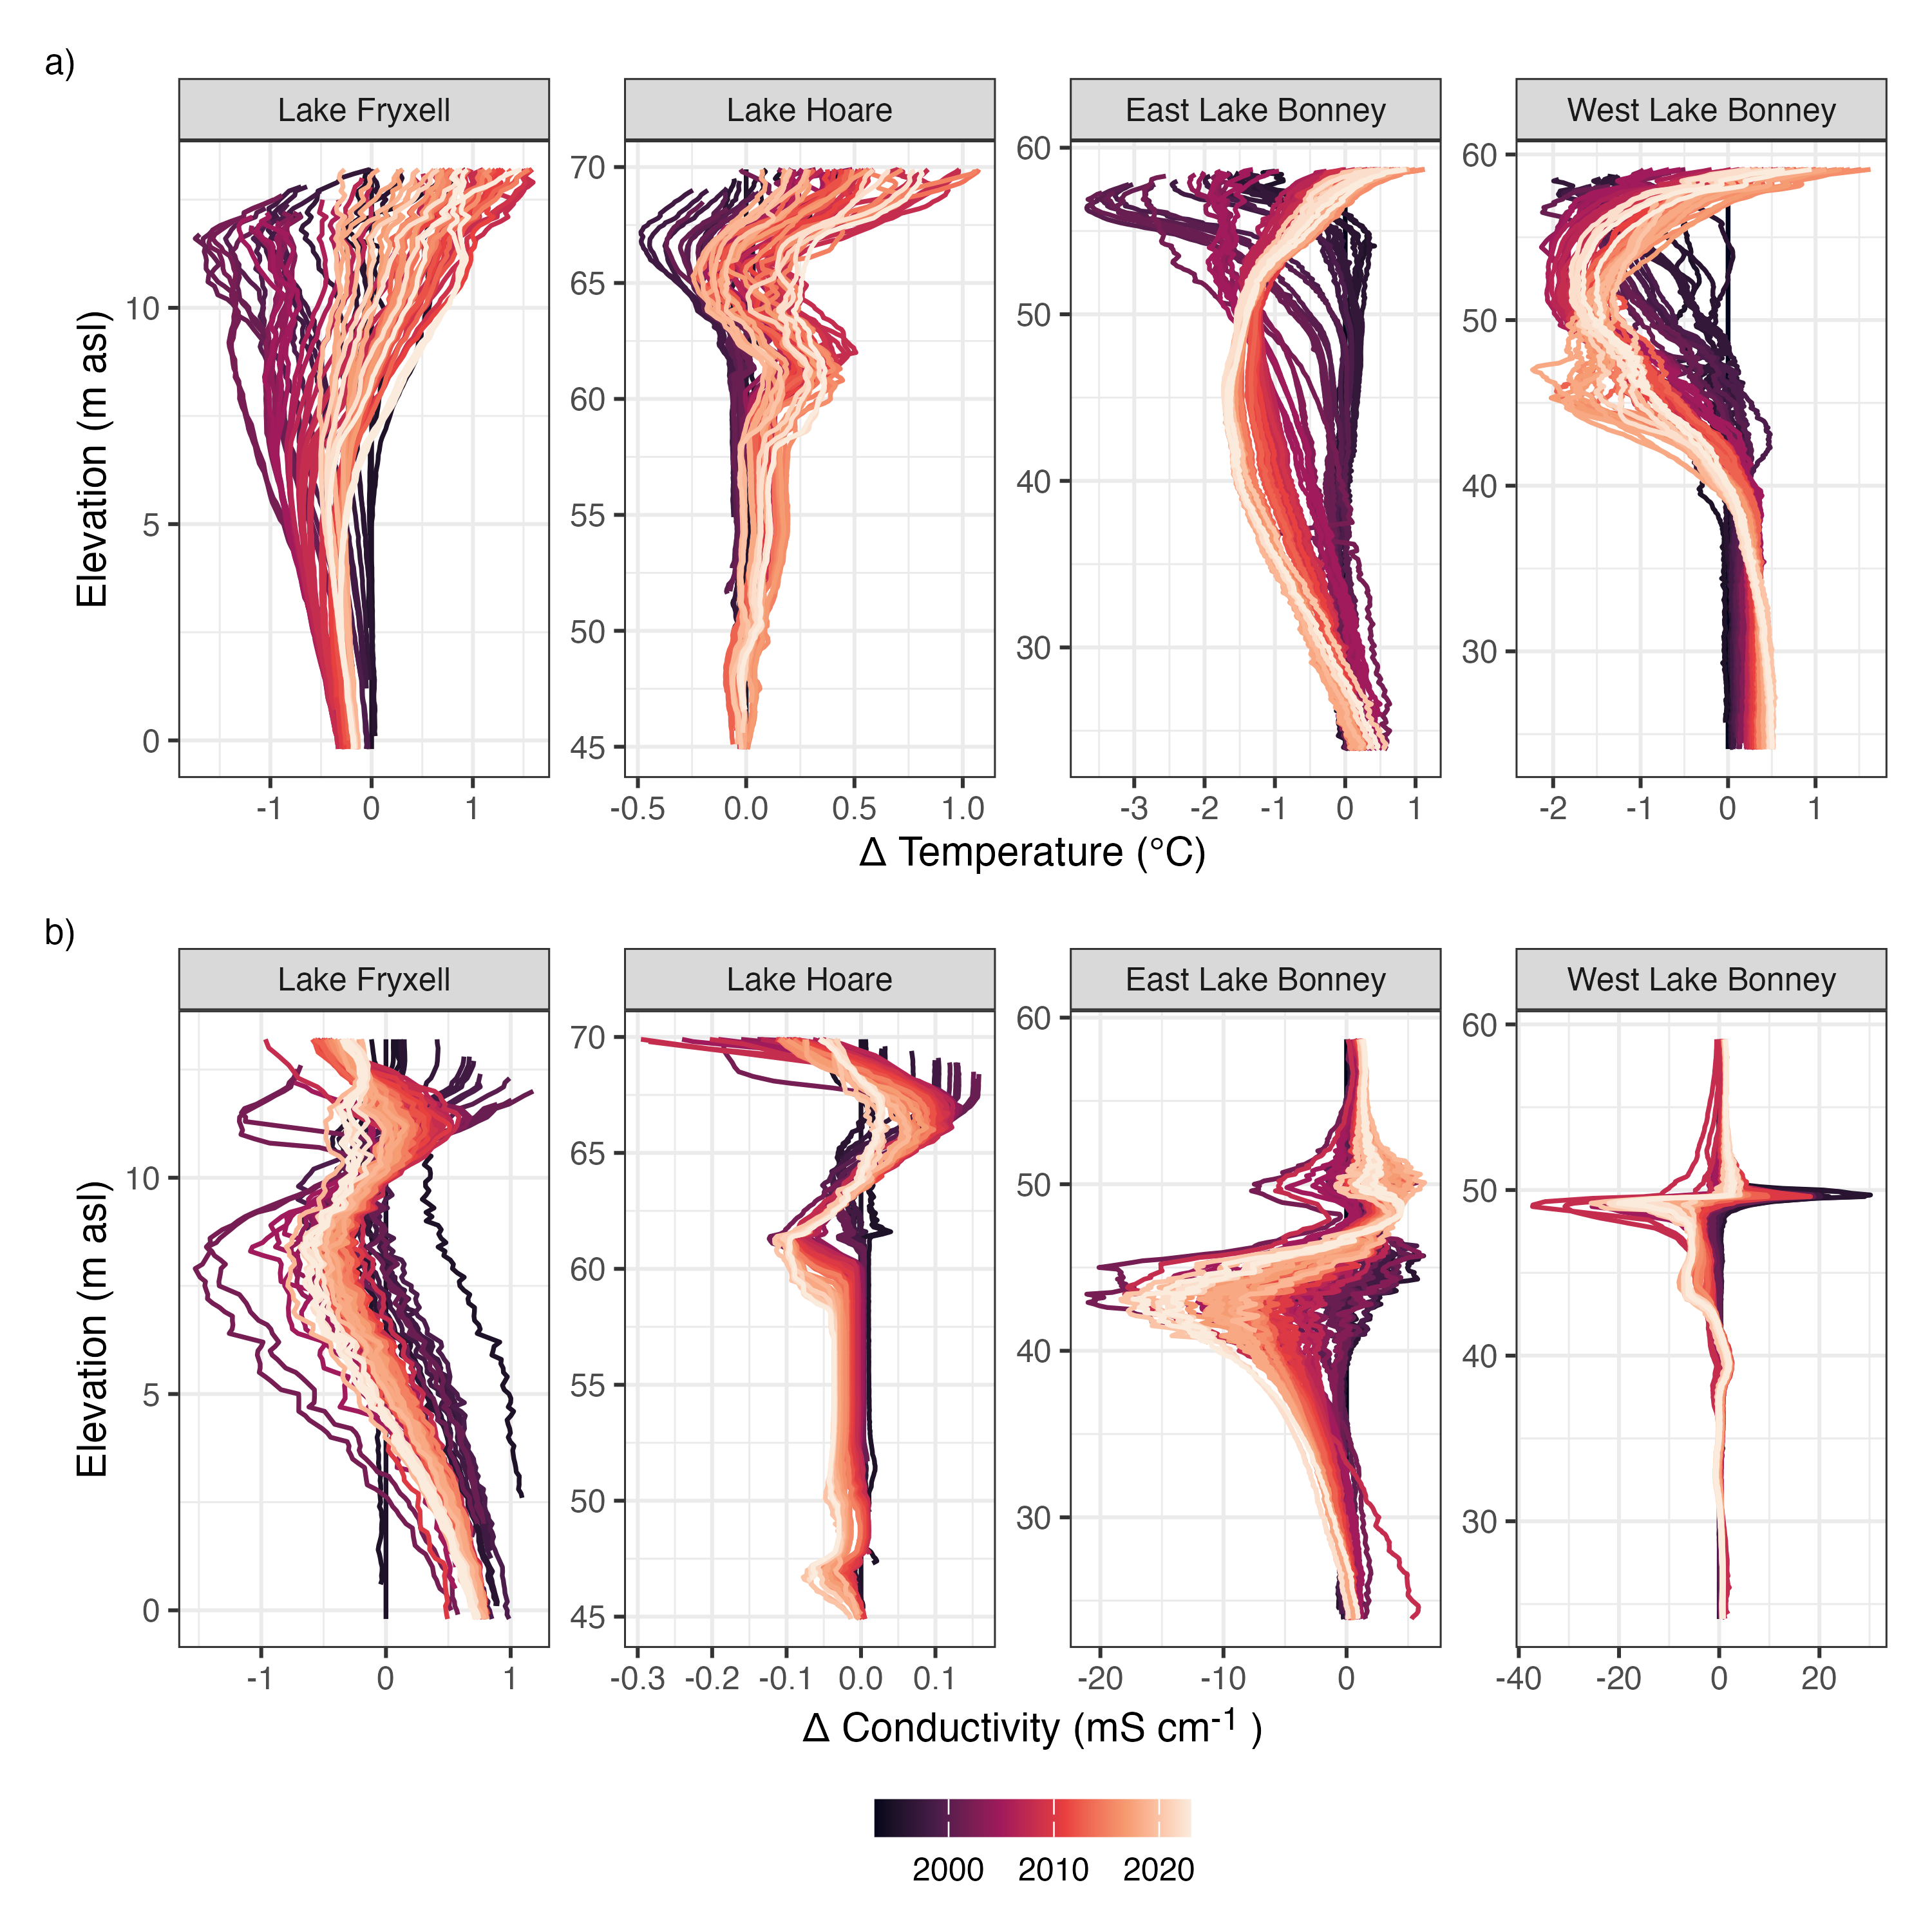 a)
Lake Fryxell
Lake Hoare
East Lake Bonney
West Lake Bonney
Elevation (m asl)
10
5
0
70
65
60
55
50
45
60
50
40
30
60
50
40
30
-1 0 1
-0.5 0.0 0.5 1.0
-3 -2 -1 0 1
-2 -1 0 1
Δ Temperature (°C)
b)
Lake Fryxell
Lake Hoare
East Lake Bonney
West Lake Bonney
Elevation (m asl)
10
5
0
70
65
60
55
50
45
60
50
40
30
60
50
40
30
-1 0 1
-0.3 -0.2 -0.1 0.0 0.1
-20 -10 0
-40 -20 0 20
Δ Conductivity (mS cm⁻¹ )
2000 2010 2020